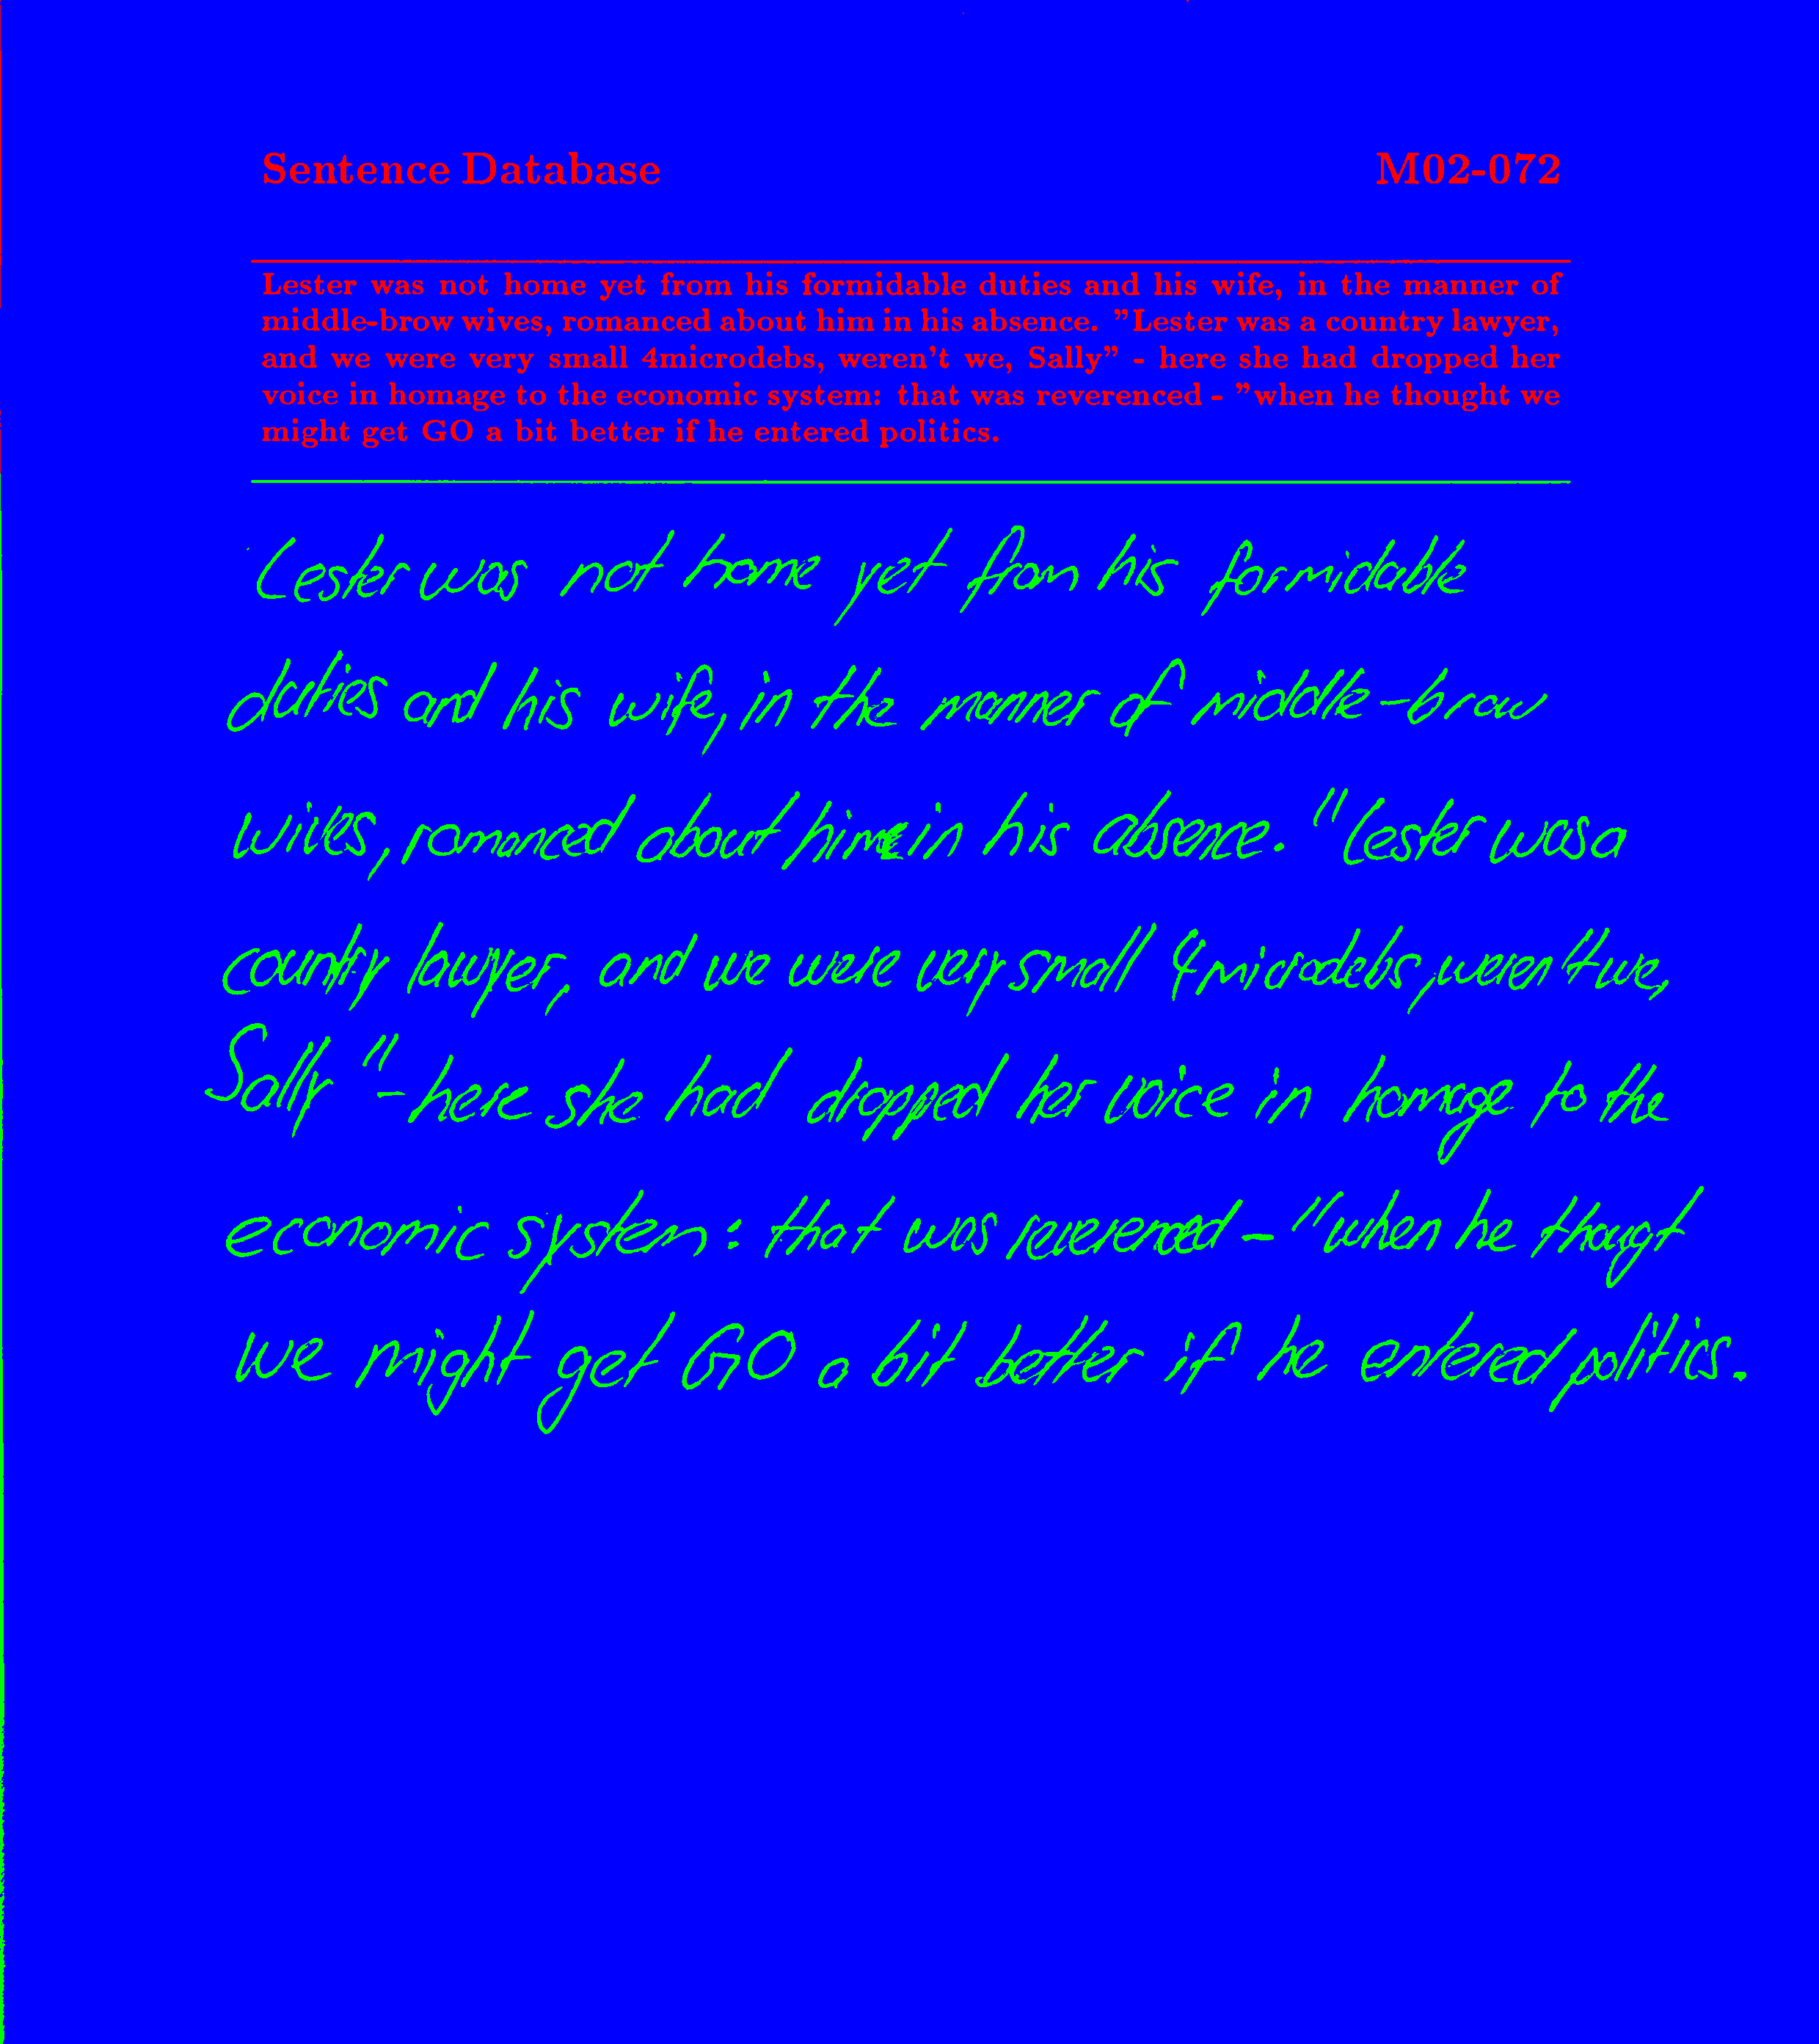 Sentence Database M02-072
Lester was not home yet from his formidable duties and his wife, in the manner of
middle-brow wives, romanced about him in his absence. "Lester was a country lawyer,
and we were very small 4microdebs, weren't we, Sally" - here she had dropped her
voice in homage to the economic system: that was reverenced - "when he thought we
might get GO a bit better if he entered politics.
Lester was not home yet from his formidable
duties and his wife, in the manner of middle-brow
wives, romanced about him in his absence. "Lester was a
country lawyer, and we were very small 4microdebs, weren't we,
Sally" - here she had dropped her voice in homage to the
economic system: that was reverenced - "when he thougt
we might get GO a bit better if he entered politics.